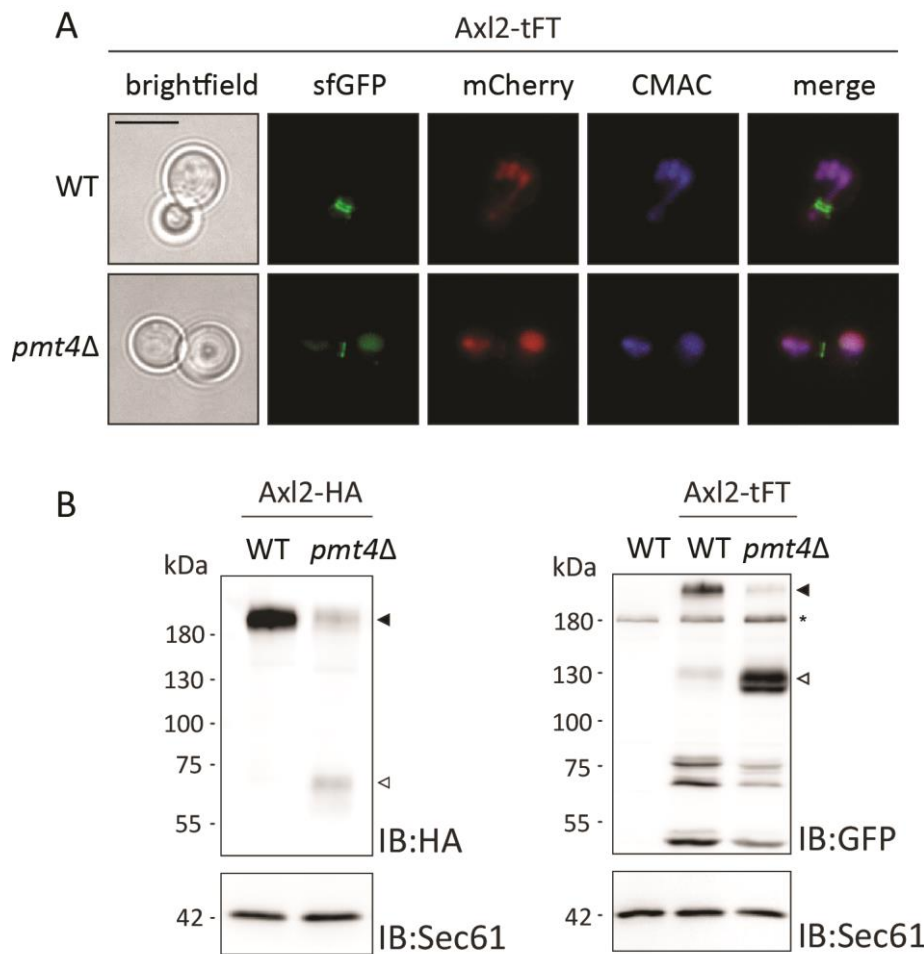 A
Axl2-tFT
brightfield sfGFP mCherry CMAC merge
WT
pmt4Δ
B
Axl2-HA
WT pmt4Δ
kDa
180 -
130 -
100 -
75 -
55 -
IB:HA
42 -
IB:Sec61
Axl2-tFT
WT WT pmt4Δ
kDa
180 -
*
130 -
100 -
75 -
55 -
IB:GFP
42 -
IB:Sec61